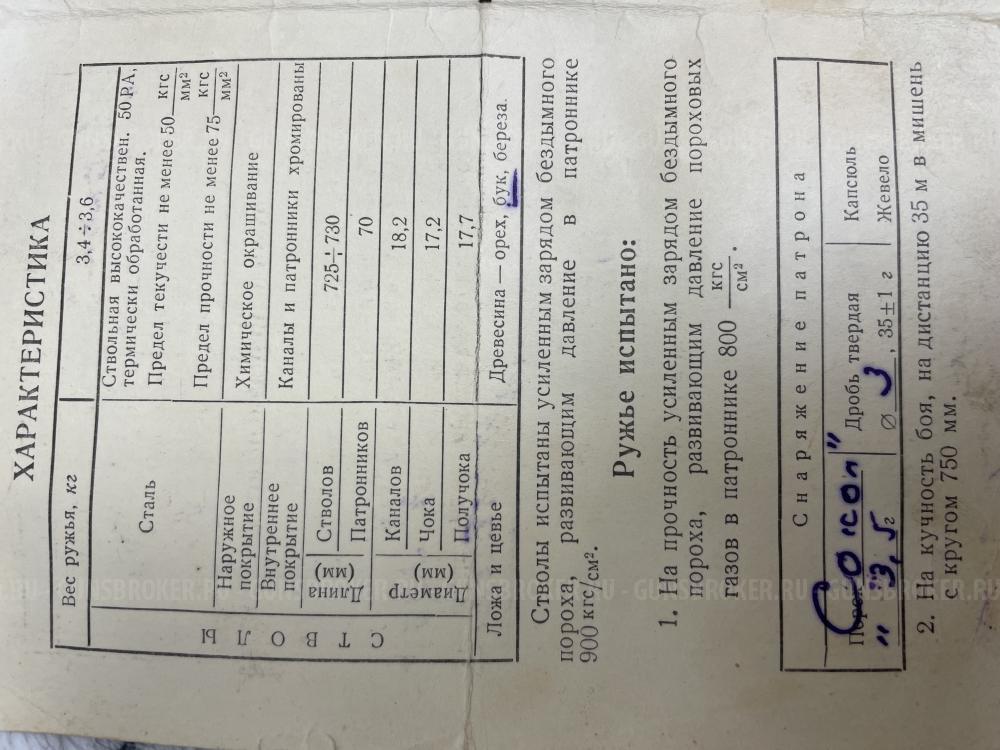 ХАРАКТЕРИСТИКА
Вес ружья, кг 3,4÷3,6
СТВОЛЫ
Сталь
Ствольная высококачествен. 50РА,
термически обработанная.
Предел текучести не менее 50 кгс/мм²
Предел прочности не менее 75 кгс/мм²
Наружное покрытие Химическое окрашивание
Внутреннее покрытие Каналы и патронники хромированы
Длина (мм) Стволов 725÷730
Патронников 70
Диаметр (мм) Каналов 18,2
Чока 17,2
Получока 17,7
Ложа и цевье Древесина — орех, бук, береза.
Стволы испытаны усиленным зарядом бездымного
пороха, развивающим давление в патроннике
900 кгс/см².
Ружье испытано:
1. На прочность усиленным зарядом бездымного
пороха, развивающим давление пороховых
газов в патроннике 800 кгс/см².
Снаряжение патрона
Порох „Сокол" Дробь твердая Капсюль
„3,5 г ∅ 3, 35±1 г Жевело
2. На кучность боя, на дистанцию 35 м в мишень
с кругом 750 мм.
GUNSBROKER.RU - GUNSBROKER.RU